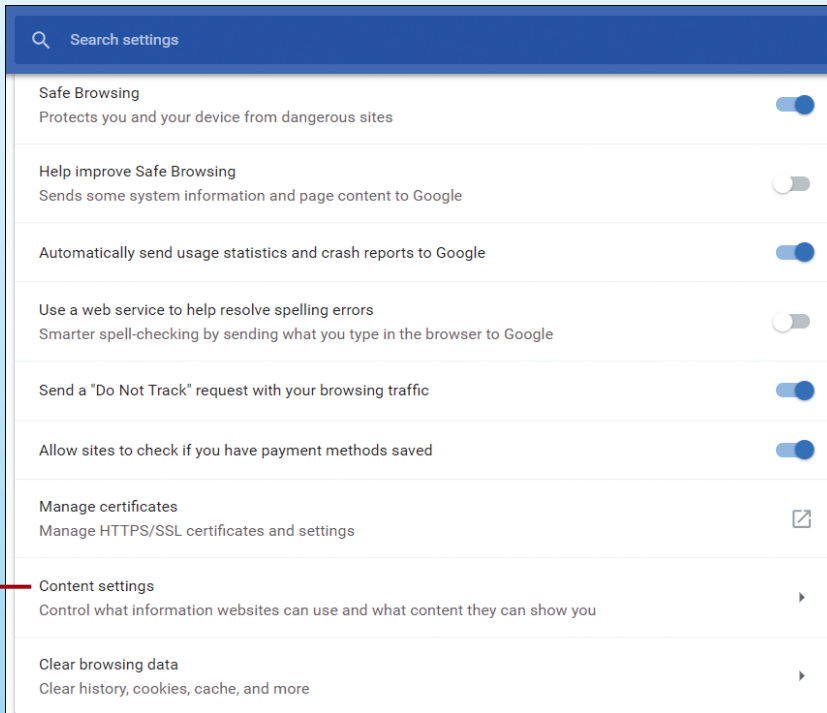 Search settings
Safe Browsing
Protects you and your device from dangerous sites
Help improve Safe Browsing
Sends some system information and page content to Google
Automatically send usage statistics and crash reports to Google
Use a web service to help resolve spelling errors
Smarter spell-checking by sending what you type in the browser to Google
Send a "Do Not Track" request with your browsing traffic
Allow sites to check if you have payment methods saved
Manage certificates
Manage HTTPS/SSL certificates and settings
Content settings
Control what information websites can use and what content they can show you
Clear browsing data
Clear history, cookies, cache, and more